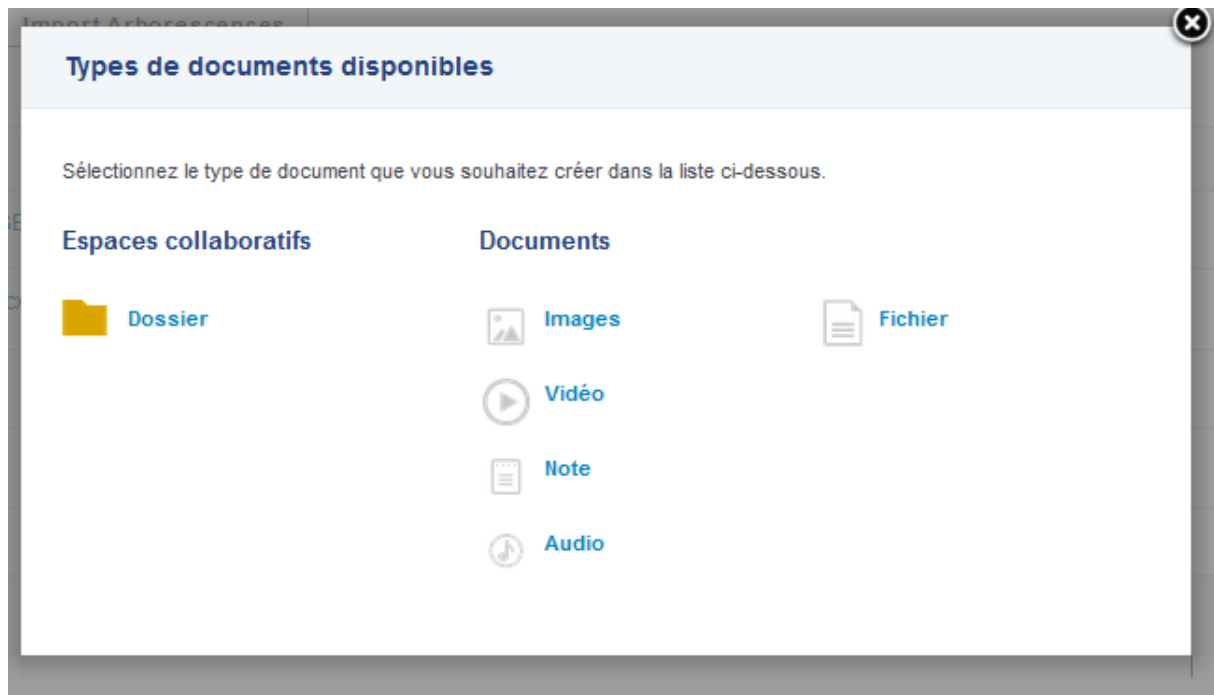 Import Arborescences
Types de documents disponibles
Sélectionnez le type de document que vous souhaitez créer dans la liste ci-dessous.
Espaces collaboratifs
Documents
Dossier
Images
Fichier
Vidéo
Note
Audio